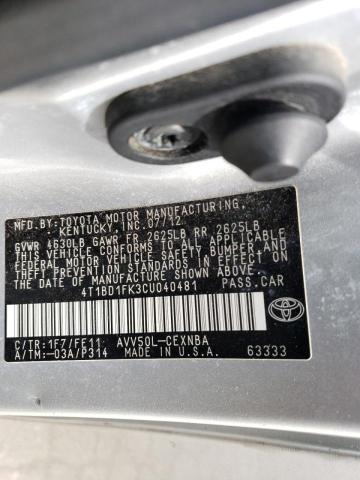 MFD.BY:TOYOTA MOTOR MANUFACTURING,
KENTUCKY, INC. 07/12
GVWR 4630LB GAWR FR 2625LB RR 2625LB
THIS VEHICLE CONFORMS TO ALL APPLICABLE
FEDERAL MOTOR VEHICLE SAFETY, BUMPER AND
THEFT PREVENTION STANDARDS IN EFFECT ON
THE DATE OF MANUFACTURE SHOWN ABOVE.
4T1BD1FK3CU040481 PASS.CAR
C/TR:1F7/FE11 AVV50L-CEXNBA
A/TM:-03A/P314 MADE IN U.S.A. 63333
TOYOTA